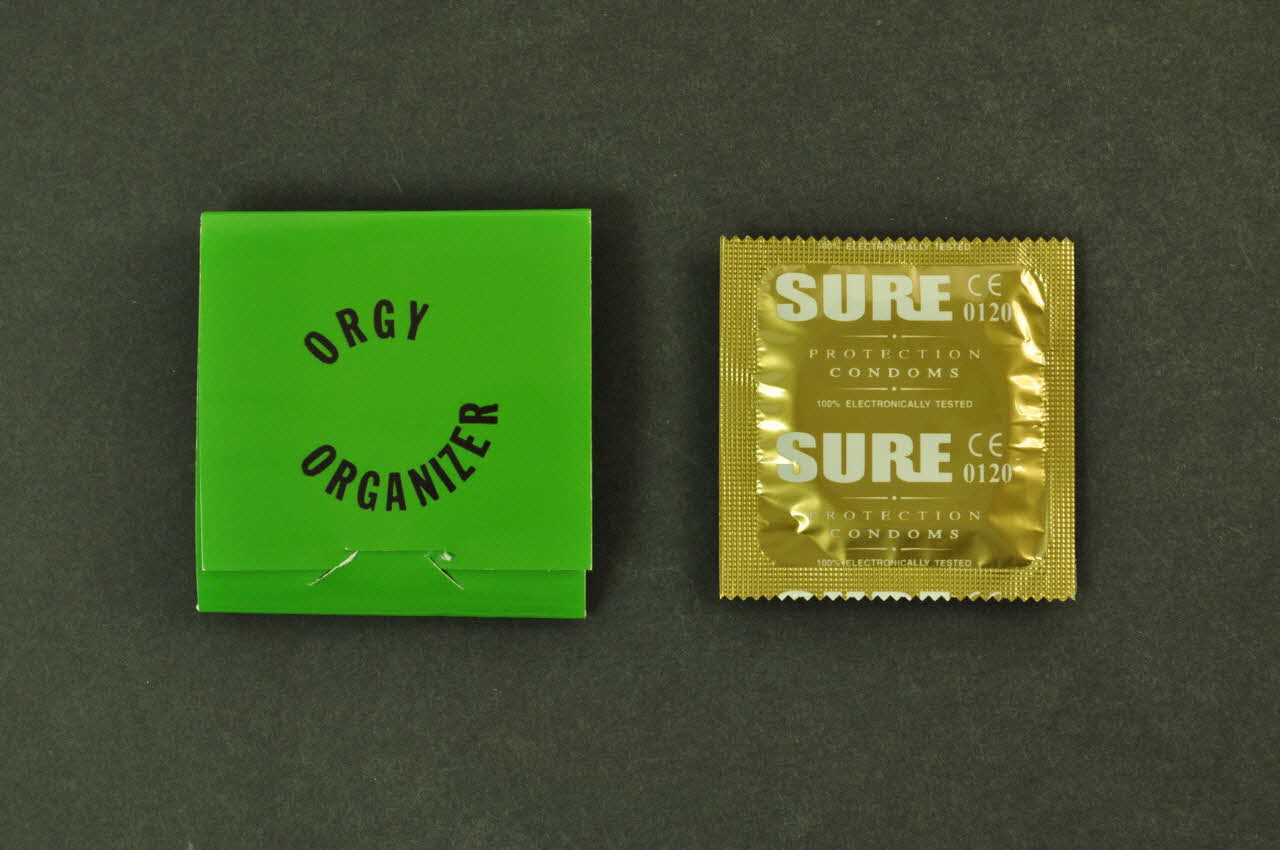 ORGY
ORGANIZER
100% ELECTRONICALLY TESTED
SURE CE
0120
PROTECTION
CONDOMS
100% ELECTRONICALLY TESTED
SURE CE
0120
PROTECTION
CONDOMS
100% ELECTRONICALLY TESTED